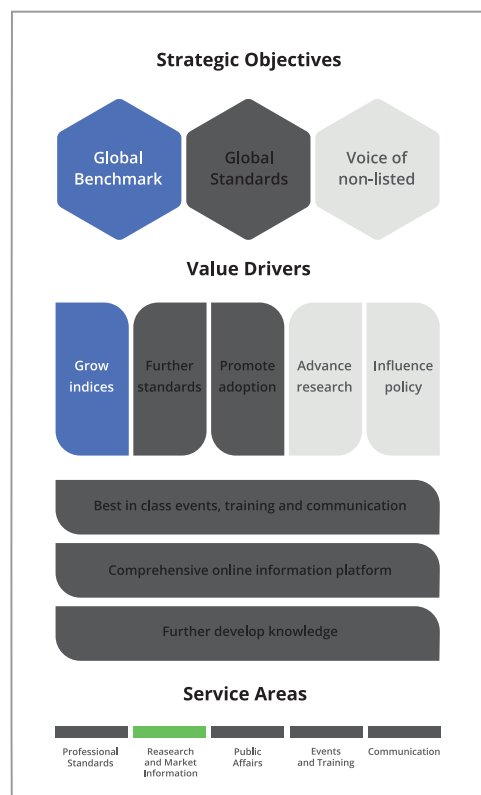 Strategic Objectives
Global
Benchmark
Global
Standards
Voice of
non-listed
Value Drivers
Grow
indices
Further
standards
Promote
adoption
Advance
research
Influence
policy
Best in class events, training and communication
Comprehensive online information platform
Further develop knowledge
Service Areas
Professional
Standards
Reasearch
and Market
Information
Public
Affairs
Events
and Training
Communication